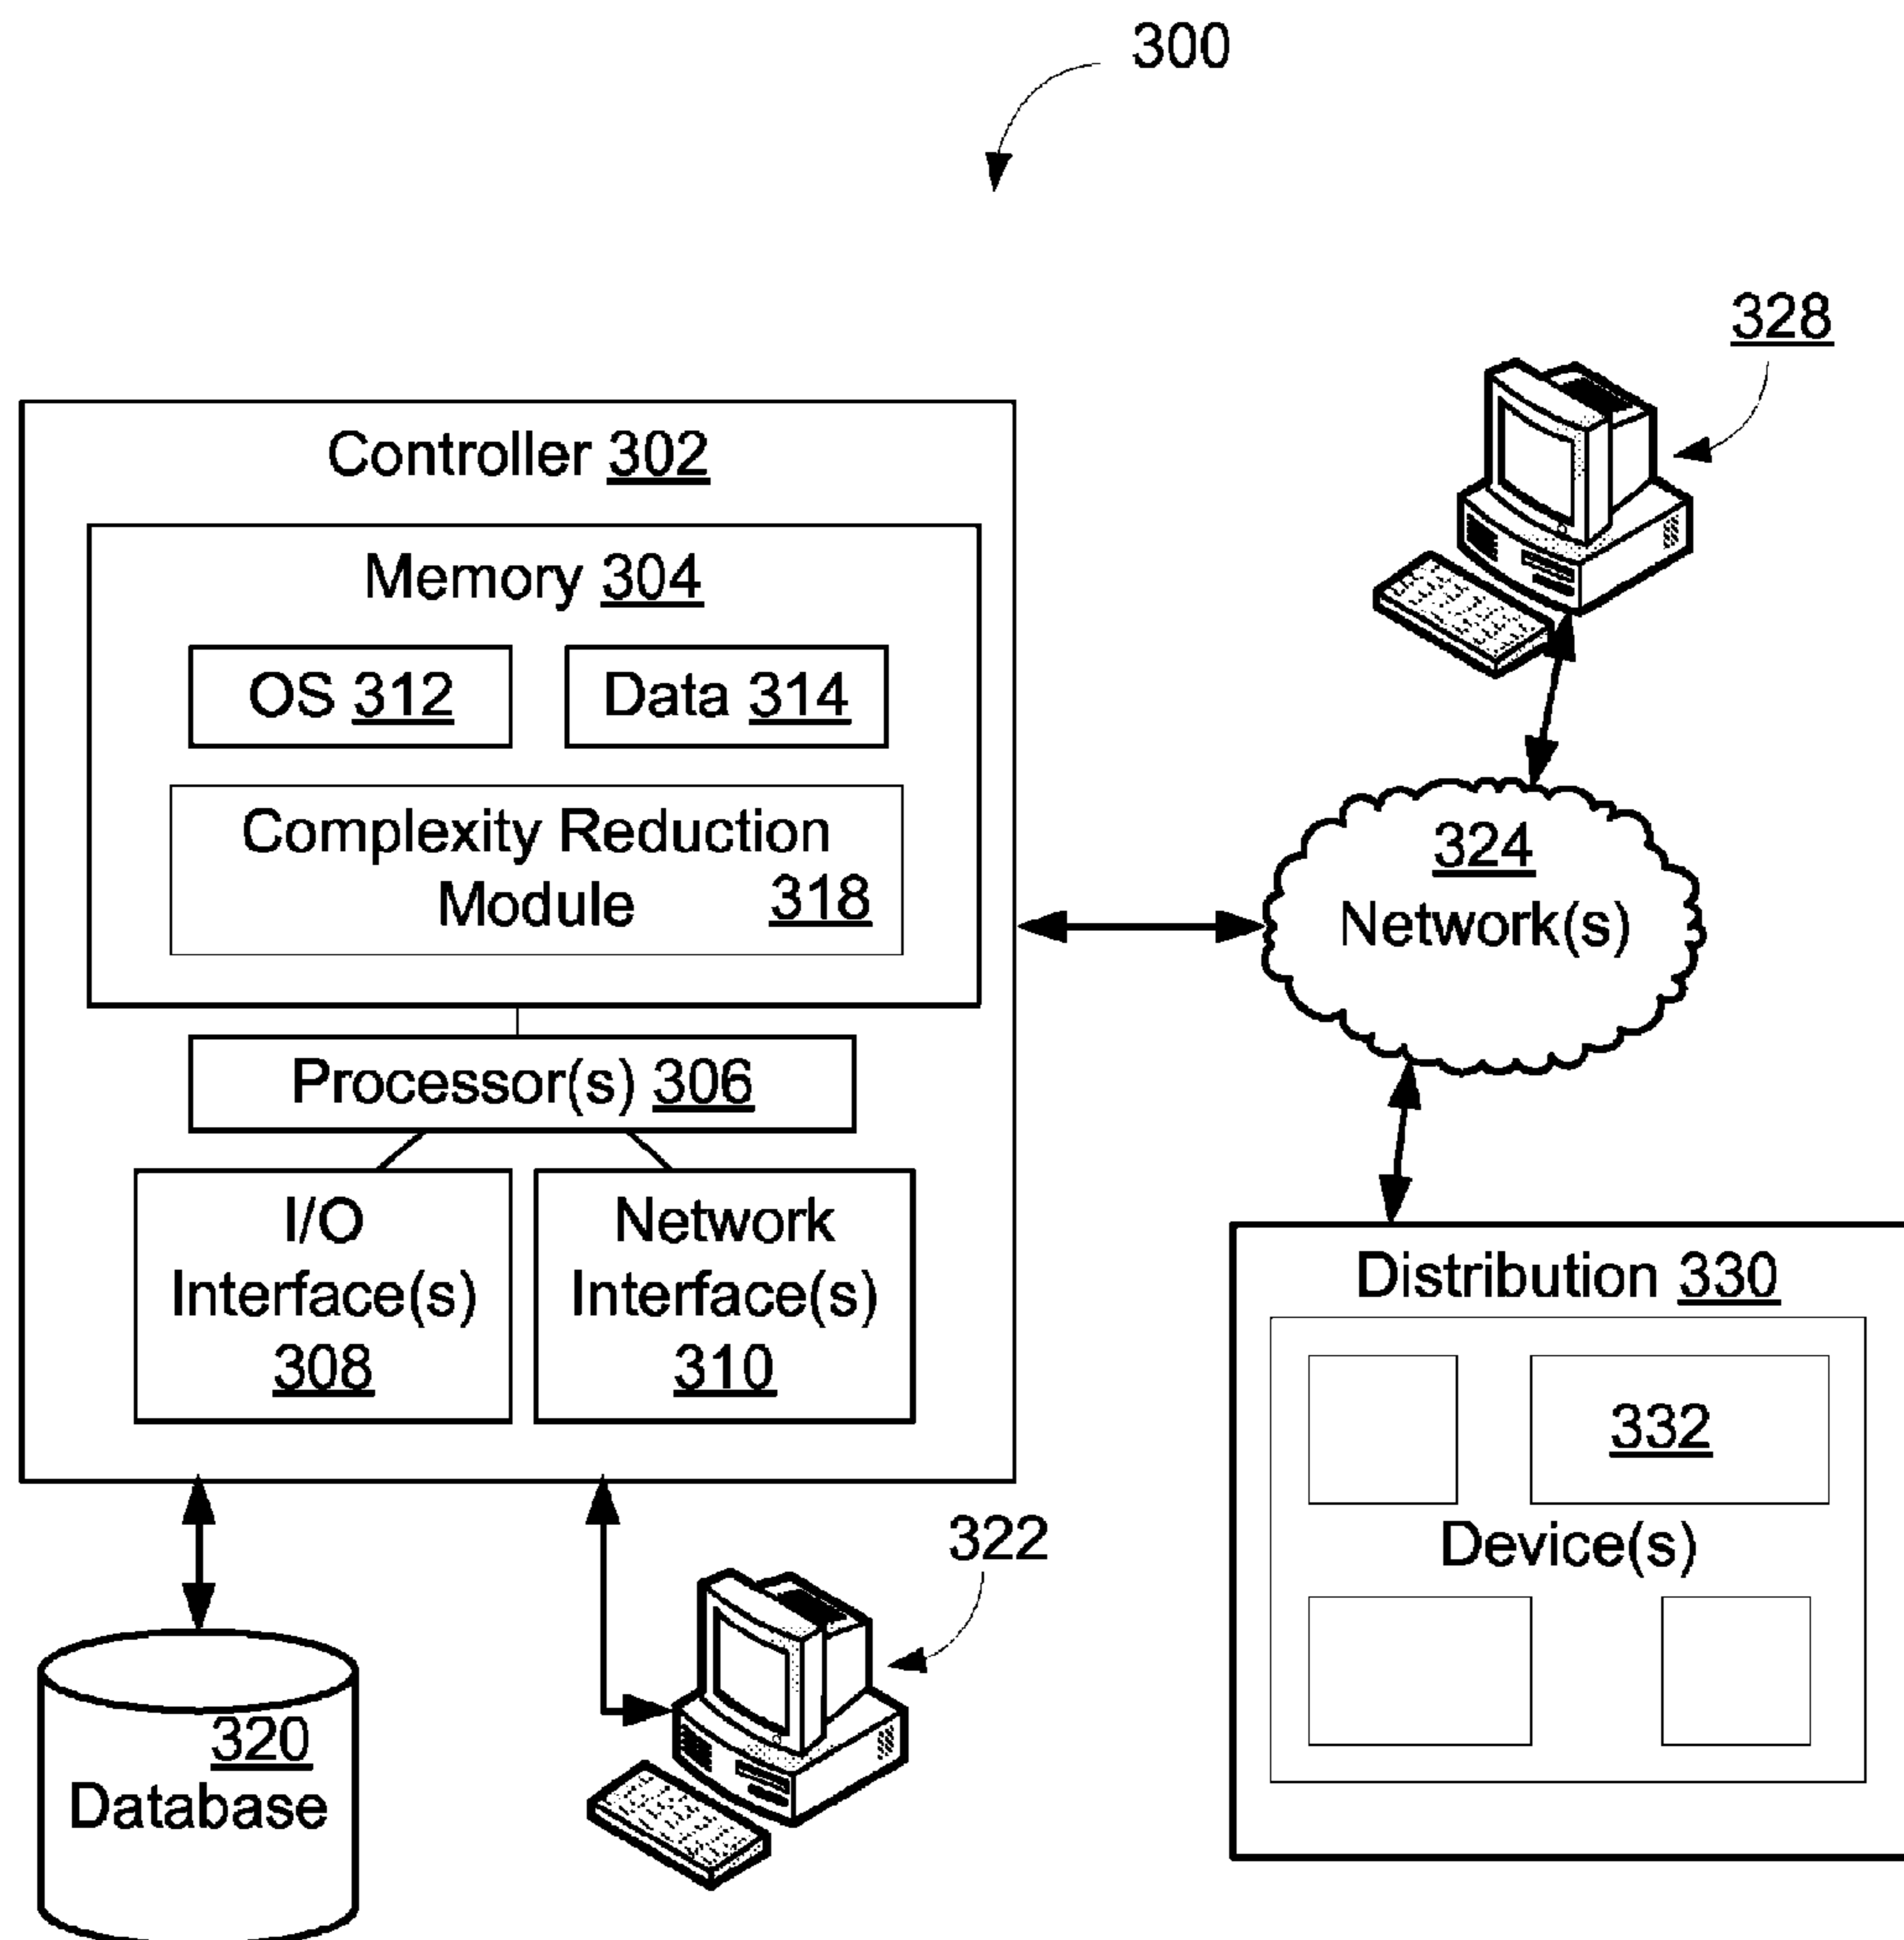 300
328
Controller 302
Memory 304
OS 312
Data 314
Complexity Reduction
Module 318
324
Network(s)
Processor(s) 306
I/O
Interface(s)
308
Network
Interface(s)
310
Distribution 330
332
Device(s)
322
320
Database